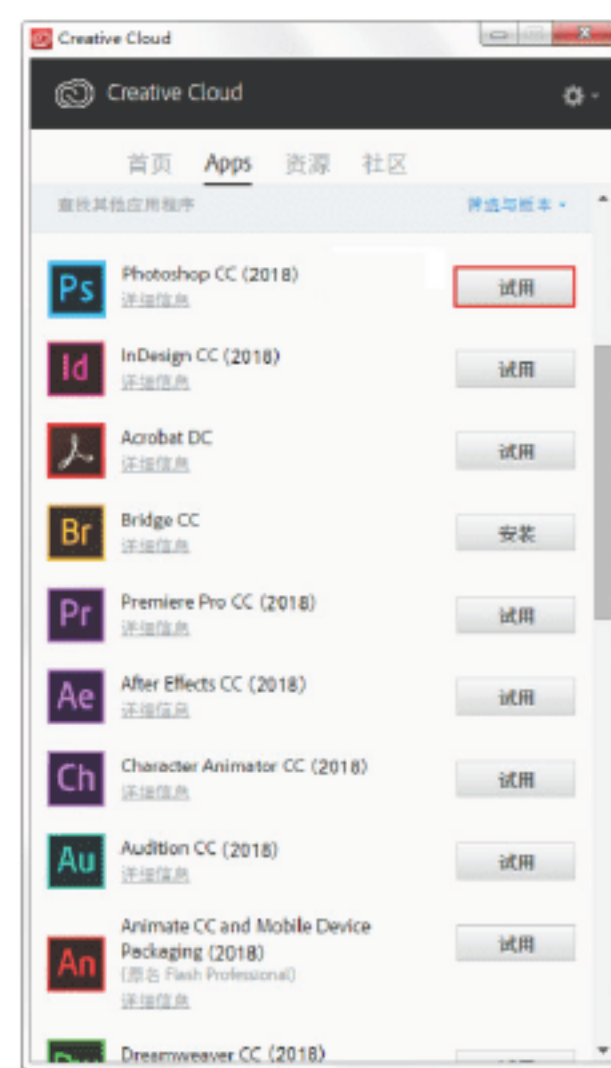 Creative Cloud
Creative Cloud
首页 Apps 资源 社区
查找其他应用程序 筛选与版本
Ps Photoshop CC (2018) 试用
详细信息
Id InDesign CC (2018) 试用
详细信息
Acrobat DC 试用
详细信息
Br Bridge CC 安装
详细信息
Pr Premiere Pro CC (2018) 试用
详细信息
Ae After Effects CC (2018) 试用
详细信息
Ch Character Animator CC (2018) 试用
详细信息
Au Audition CC (2018) 试用
详细信息
Animate CC and Mobile Device
An Packaging (2018) 试用
(原名 Flash Professional)
详细信息
Dreamweaver CC (2018)